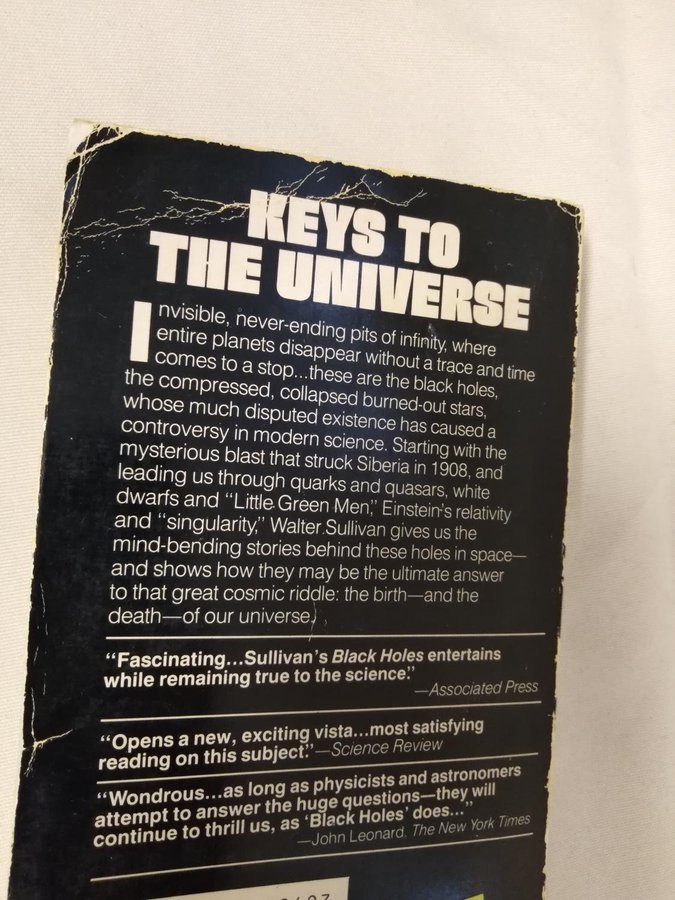 KEYS TO
THE UNIVERSE
Invisible, never-ending pits of infinity, where
entire planets disappear without a trace and time
comes to a stop...these are the black holes,
the compressed, collapsed burned-out stars,
whose much disputed existence has caused a
controversy in modern science. Starting with the
mysterious blast that struck Siberia in 1908, and
leading us through quarks and quasars, white
dwarfs and “Little Green Men,” Einstein's relativity
and “singularity,” Walter Sullivan gives us the
mind-bending stories behind these holes in space—
and shows how they may be the ultimate answer
to that great cosmic riddle: the birth—and the
death—of our universe.
“Fascinating...Sullivan's Black Holes entertains
while remaining true to the science.”
—Associated Press
“Opens a new, exciting vista...most satisfying
reading on this subject.”—Science Review
“Wondrous...as long as physicists and astronomers
attempt to answer the huge questions—they will
continue to thrill us, as ‘Black Holes’ does...”
—John Leonard, The New York Times